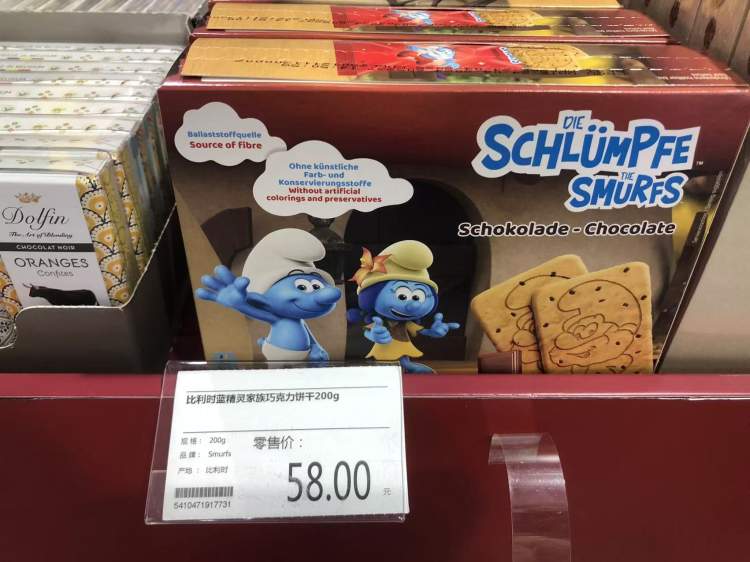 Ballaststoffquelle
Source of fibre
Ohne künstliche
Farb- und
Konservierungsstoffe
Without artificial
colorings and preservatives
DIE
SCHLÜMPFE
THE
SMURFS
™
Schokolade - Chocolate
Dolfin
The Art of Blending
CHOCOLAT NOIR
ORANGES
Confites
比利时蓝精灵家族巧克力饼干200g
规格: 200g
品牌: Smurfs
产地: 比利时
零售价:
58.00 元
5410471917731